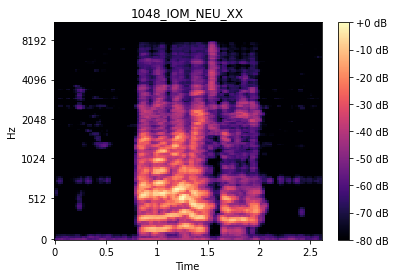 1048_IOM_NEU_XX
Hz
8192
4096
2048
1024
512
0
0 0.5 1 1.5 2 2.5
Time
+0 dB
-10 dB
-20 dB
-30 dB
-40 dB
-50 dB
-60 dB
-70 dB
-80 dB